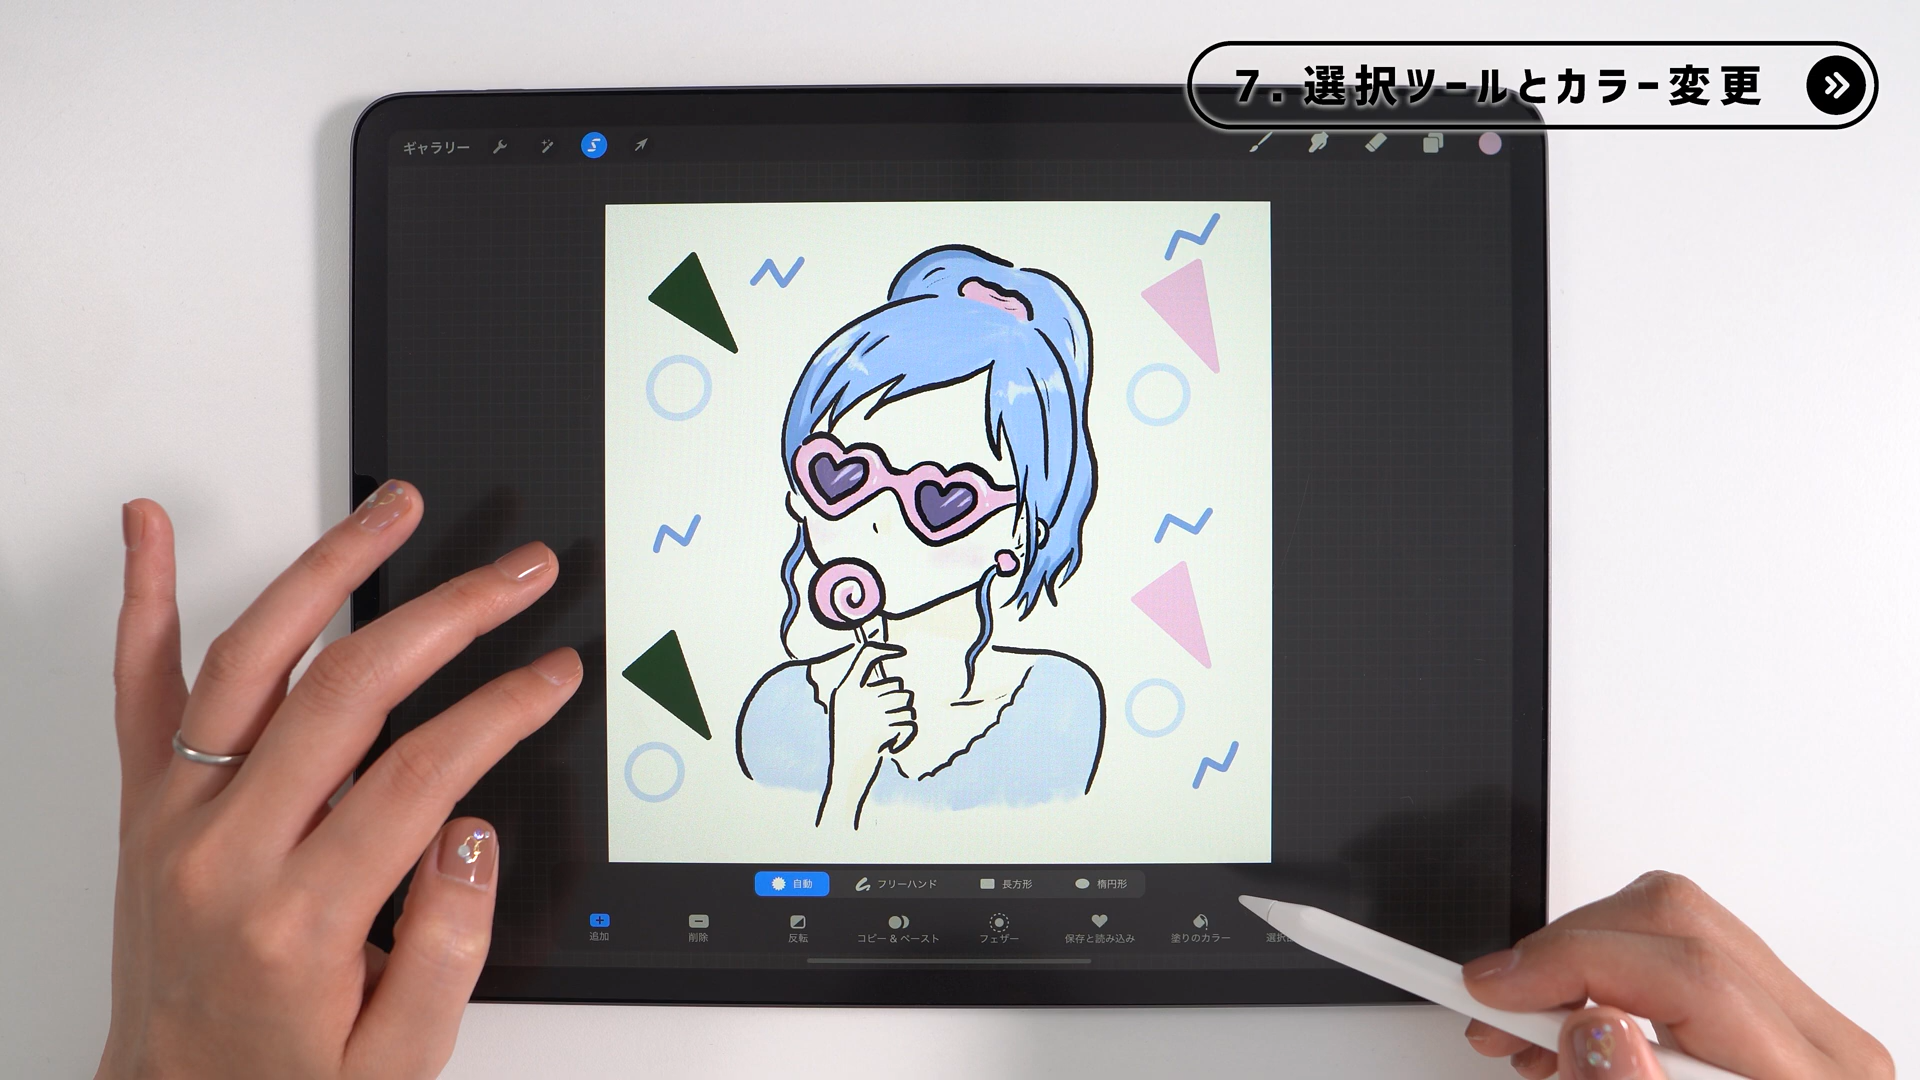 7. 選択ツールとカラー変更
ギャラリー
自動
フリーハンド
長方形
楕円形
追加
削除
反転
コピー＆ペースト
フェザー
保存と読み込み
塗りのカラー